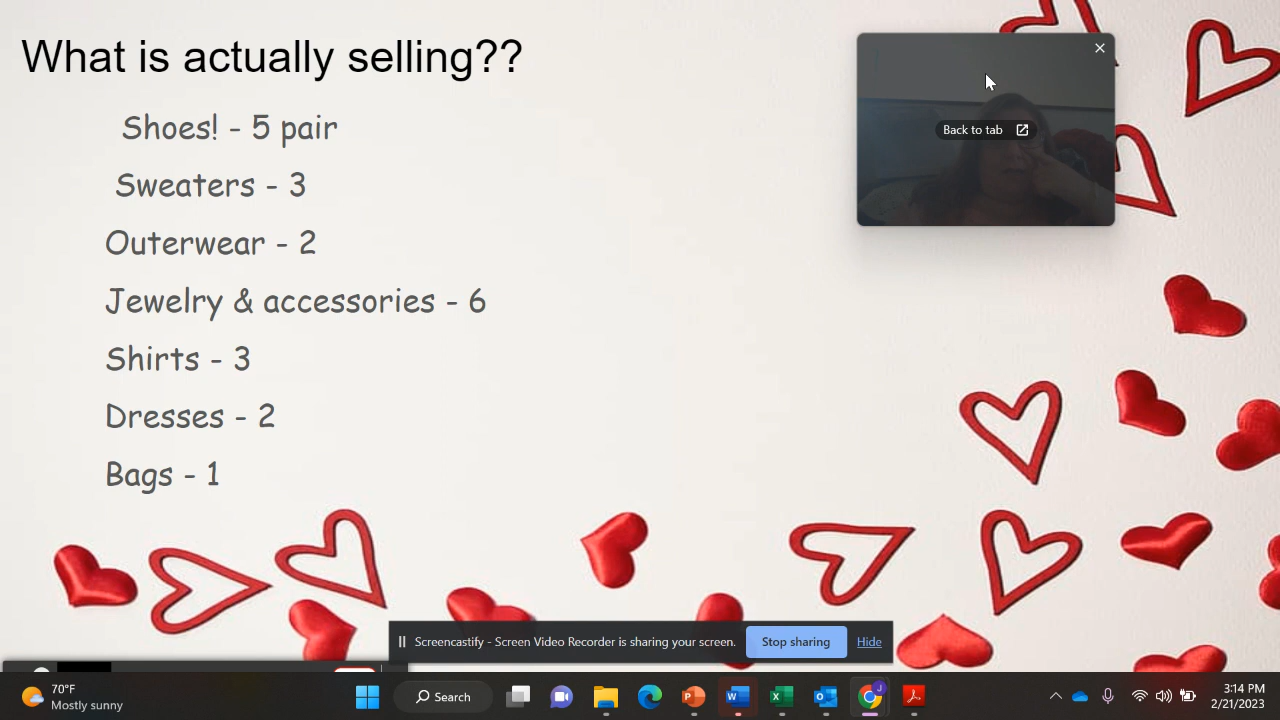 What is actually selling??
Shoes! - 5 pair
Sweaters - 3
Outerwear - 2
Jewelry & accessories - 6
Shirts - 3
Dresses - 2
Bags - 1
Back to tab
Screencastify - Screen Video Recorder is sharing your screen.
Stop sharing
Hide
70°F
Mostly sunny
Search
3:14 PM
2/21/2023